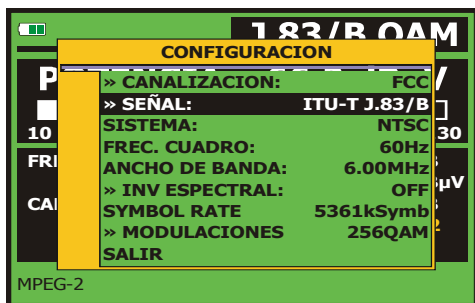 J.83/B QAM
CONFIGURACION
» CANALIZACION: FCC
» SEÑAL: ITU-T J.83/B
SISTEMA: NTSC
10 30
FREC. CUADRO: 60Hz
ANCHO DE BANDA: 6.00MHz
» INV ESPECTRAL: OFF
SYMBOL RATE 5361kSymb
» MODULACIONES 256QAM
SALIR
MPEG-2